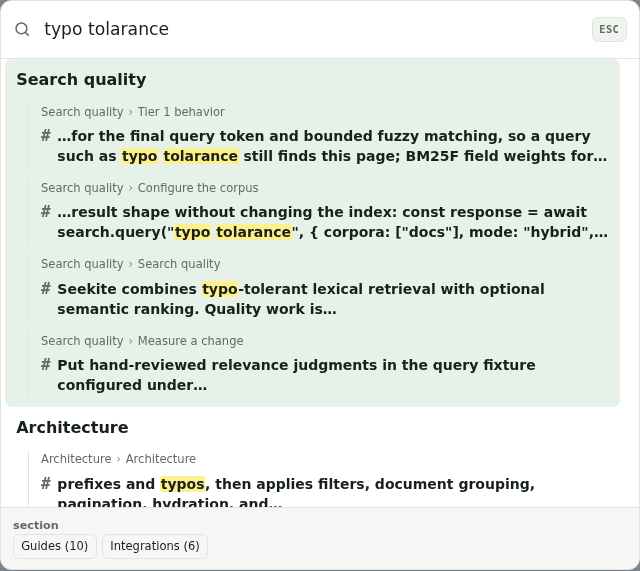 typo tolarance
ESC
Search quality
Search quality › Tier 1 behavior
# …for the final query token and bounded fuzzy matching, so a query
such as typo tolarance still finds this page; BM25F field weights for…
Search quality › Configure the corpus
# …result shape without changing the index: const response = await
search.query("typo tolarance", { corpora: ["docs"], mode: "hybrid",…
Search quality › Search quality
# Seekite combines typo-tolerant lexical retrieval with optional
semantic ranking. Quality work is…
Search quality › Measure a change
# Put hand-reviewed relevance judgments in the query fixture
configured under…
Architecture
Architecture › Architecture
# prefixes and typos, then applies filters, document grouping,
pagination, hydration, and…
section
Guides (10) Integrations (6)